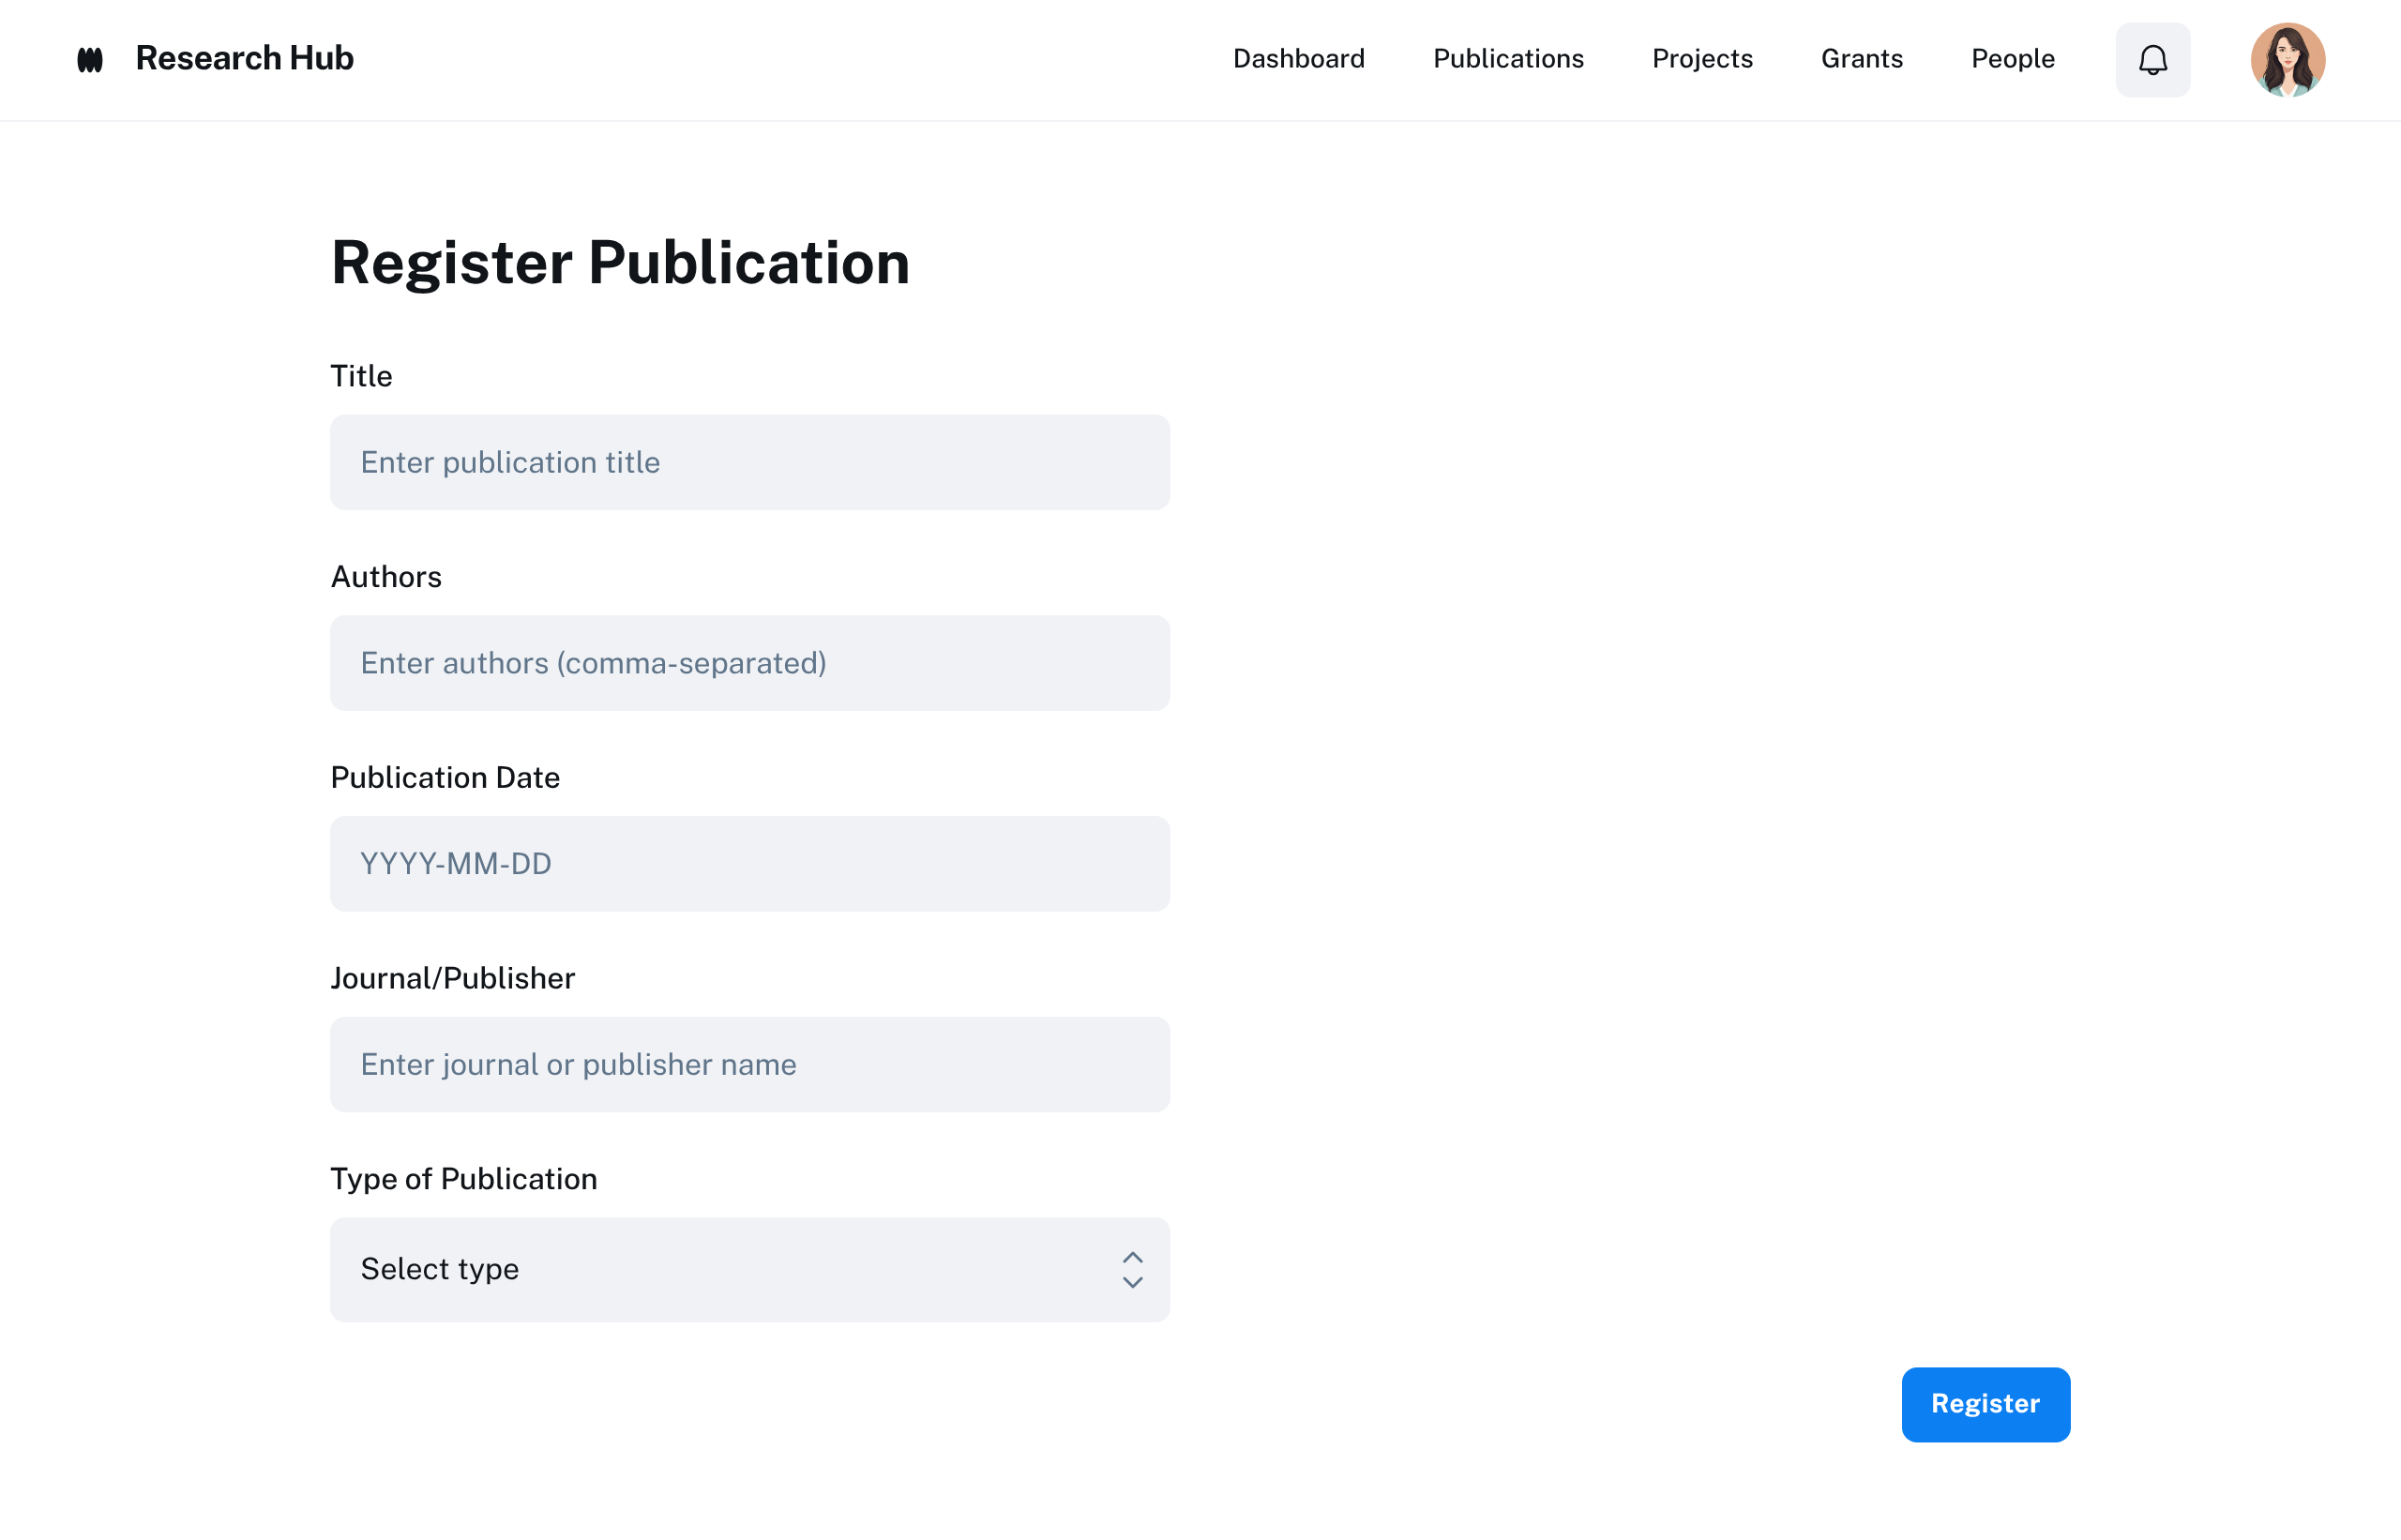 Research Hub
Dashboard
Publications
Projects
Grants
People
Register Publication
Title
Enter publication title
Authors
Enter authors (comma-separated)
Publication Date
YYYY-MM-DD
Journal/Publisher
Enter journal or publisher name
Type of Publication
Select type
Register